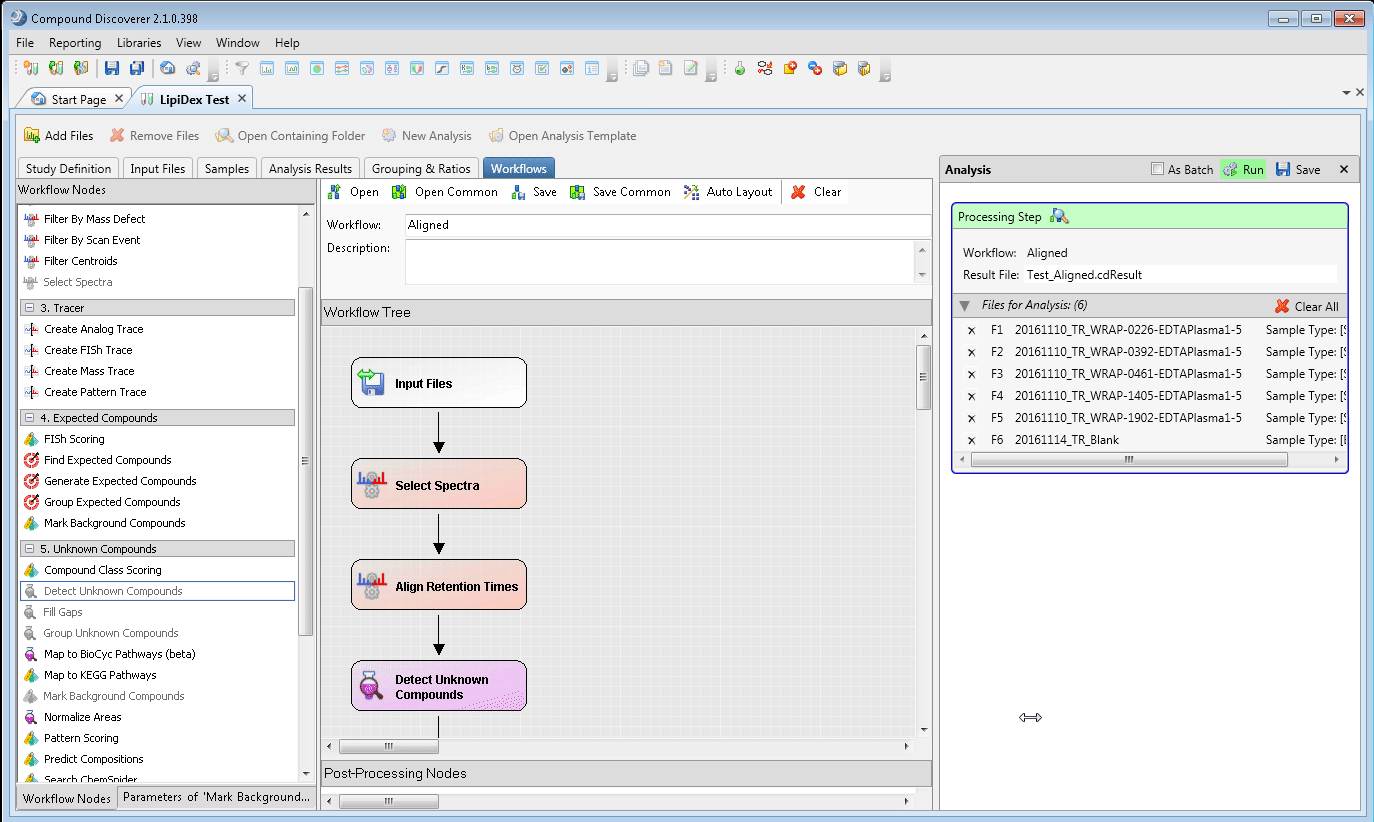 Compound Discoverer 2.1.0.398
File Reporting Libraries View Window Help
Start Page LipiDex Test
Add Files Remove Files Open Containing Folder New Analysis Open Analysis Template
Study Definition Input Files Samples Analysis Results Grouping & Ratios Workflows
Workflow Nodes
Filter By Mass Defect
Filter By Scan Event
Filter Centroids
Select Spectra
3. Tracer
Create Analog Trace
Create FISh Trace
Create Mass Trace
Create Pattern Trace
4. Expected Compounds
FISh Scoring
Find Expected Compounds
Generate Expected Compounds
Group Expected Compounds
Mark Background Compounds
5. Unknown Compounds
Compound Class Scoring
Detect Unknown Compounds
Fill Gaps
Group Unknown Compounds
Map to BioCyc Pathways (beta)
Map to KEGG Pathways
Mark Background Compounds
Normalize Areas
Pattern Scoring
Predict Compositions
Search ChemSpider
Workflow Nodes Parameters of 'Mark Background...
Open Open Common Save Save Common Auto Layout Clear
Workflow: Aligned
Description:
Workflow Tree
Input Files
Select Spectra
Align Retention Times
Detect Unknown
Compounds
Post-Processing Nodes
Analysis As Batch Run Save
Processing Step
Workflow: Aligned
Result File: Test_Aligned.cdResult
Files for Analysis: (6) Clear All
F1 20161110_TR_WRAP-0226-EDTAPlasma1-5 Sample Type: [S
F2 20161110_TR_WRAP-0392-EDTAPlasma1-5 Sample Type: [S
F3 20161110_TR_WRAP-0461-EDTAPlasma1-5 Sample Type: [S
F4 20161110_TR_WRAP-1405-EDTAPlasma1-5 Sample Type: [S
F5 20161110_TR_WRAP-1902-EDTAPlasma1-5 Sample Type: [S
F6 20161114_TR_Blank Sample Type: [B